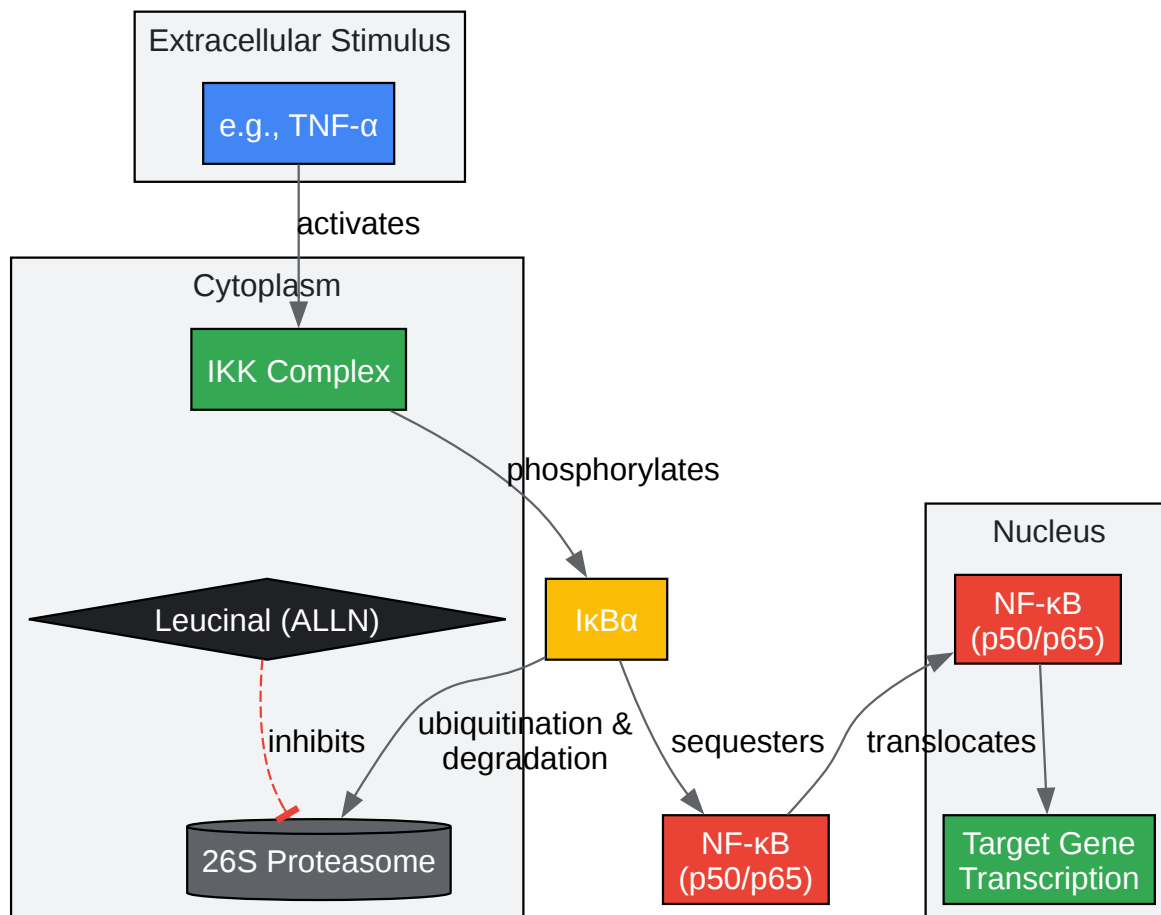 Extracellular Stimulus
e.g., TNF-α
activates
Cytoplasm
IKK Complex
phosphorylates
Nucleus
NF-κB
(p50/p65)
Leucinal (ALLN)
IκBα
inhibits
ubiquitination &
degradation
sequesters
translocates
26S Proteasome
NF-κB
(p50/p65)
Target Gene
Transcription